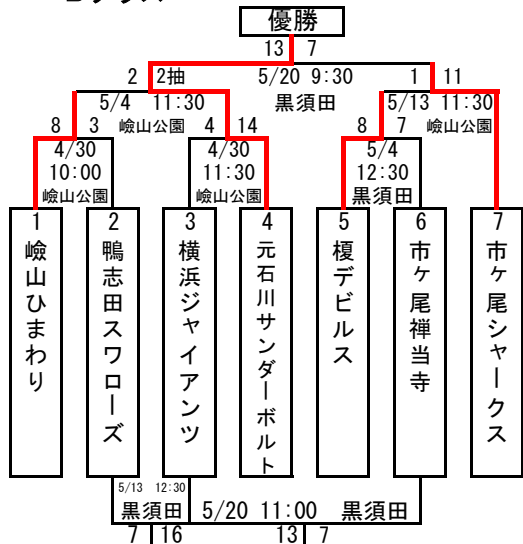 優勝
13 7
2 2抽 5/20 9:30 1 11
5/4 11:30 黒須田 5/13 11:30
8 3 嶮山公園 4 14 8 7 嶮山公園
4/30 4/30 5/4
10:00 11:30 12:30
嶮山公園 嶮山公園 黒須田
1 嶮山ひまわり
2 鴨志田スワローズ
3 横浜ジャイアンツ
4 元石川サンダーボルト
5 榎デビルス
6 市ヶ尾禅当寺
7 市ヶ尾シャークス
5/13 12:30
黒須田 5/20 11:00 黒須田
7 16 13 7